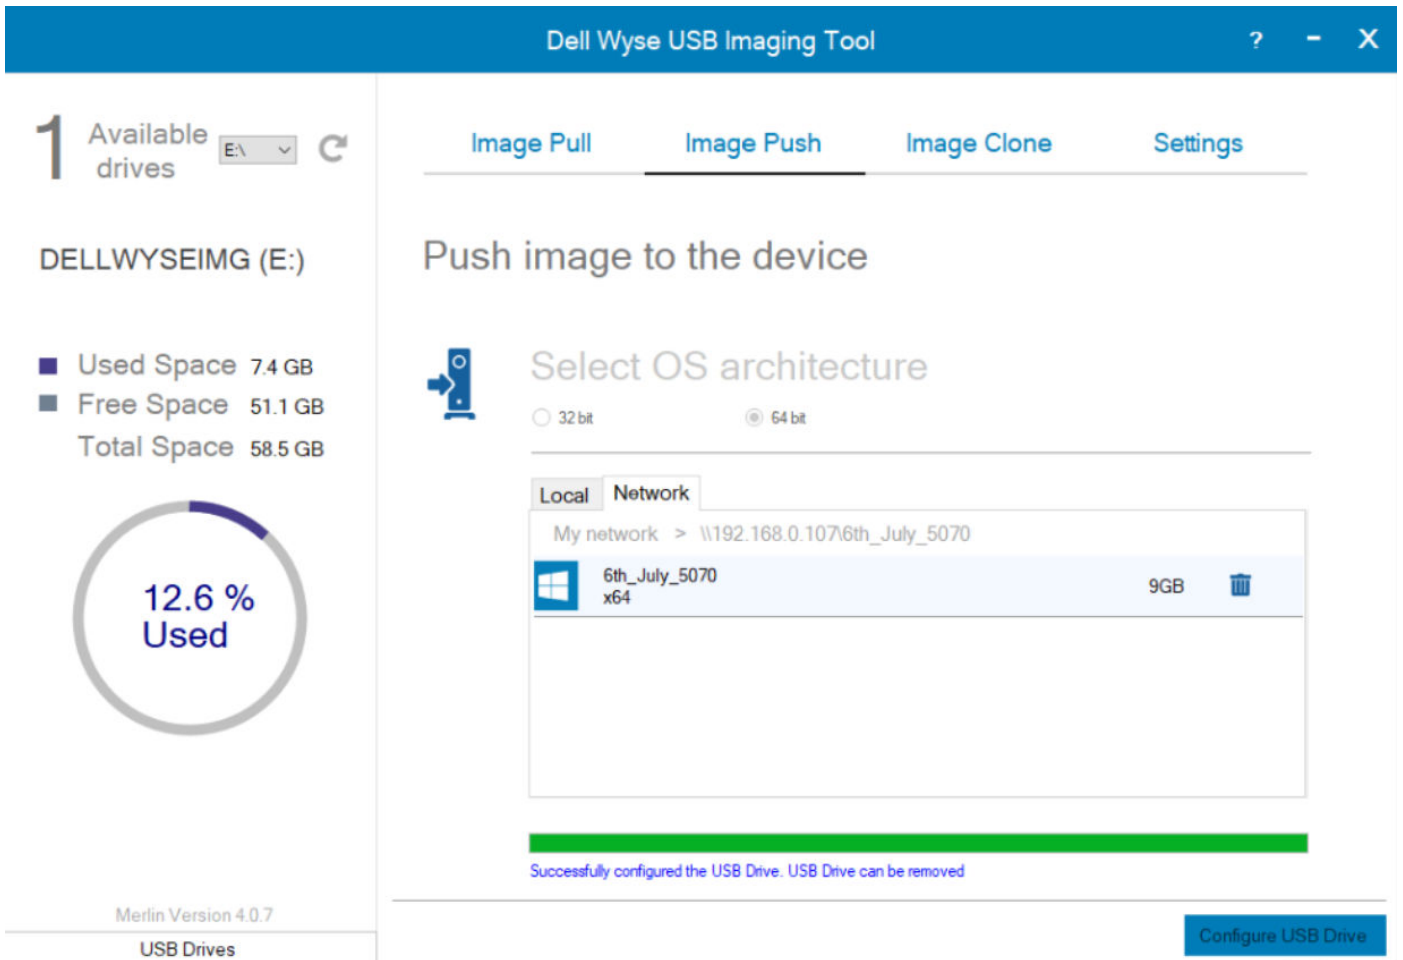 Dell Wyse USB Imaging Tool
? - X
1 Available drives E:\
Image Pull Image Push Image Clone Settings
DELLWYSEIMG (E:)
Push image to the device
Used Space 7.4 GB
Free Space 51.1 GB
Total Space 58.5 GB
Select OS architecture
32 bit 64 bit
Local Network
My network > \\192.168.0.107\6th_July_5070
6th_July_5070
x64
9GB
12.6 %
Used
Successfully configured the USB Drive. USB Drive can be removed
Merlin Version 4.0.7
USB Drives
Configure USB Drive